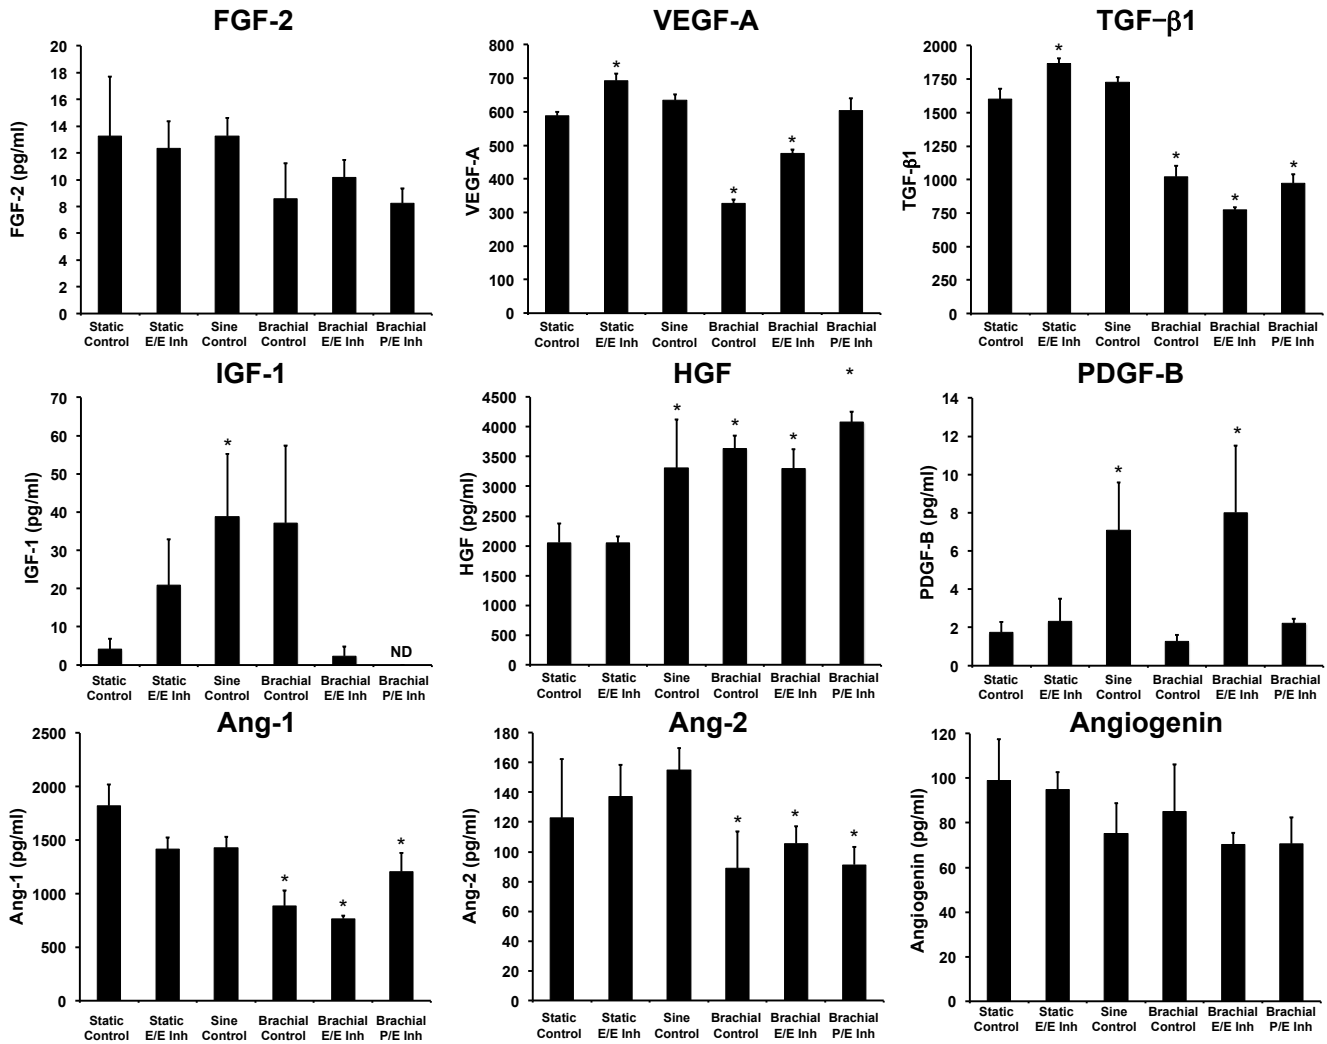 FGF-2
FGF-2 (pg/ml)
20
18
16
14
12
10
8
6
4
2
0
Static Control
Static E/E Inh
Sine Control
Brachial Control
Brachial E/E Inh
Brachial P/E Inh
VEGF-A
VEGF-A
800
700
600
500
400
300
200
100
0
*
*
*
Static Control
Static E/E Inh
Sine Control
Brachial Control
Brachial E/E Inh
Brachial P/E Inh
TGF-β1
TGF-β1
2000
1750
1500
1250
1000
750
500
250
0
*
*
*
*
Static Control
Static E/E Inh
Sine Control
Brachial Control
Brachial E/E Inh
Brachial P/E Inh
IGF-1
IGF-1 (pg/ml)
70
60
50
40
30
20
10
0
*
ND
Static Control
Static E/E Inh
Sine Control
Brachial Control
Brachial E/E Inh
Brachial P/E Inh
HGF
HGF (pg/ml)
4500
4000
3500
3000
2500
2000
1500
1000
500
0
*
*
*
*
Static Control
Static E/E Inh
Sine Control
Brachial Control
Brachial E/E Inh
Brachial P/E Inh
PDGF-B
PDGF-B (pg/ml)
14
12
10
8
6
4
2
0
*
*
Static Control
Static E/E Inh
Sine Control
Brachial Control
Brachial E/E Inh
Brachial P/E Inh
Ang-1
Ang-1 (pg/ml)
2500
2000
1500
1000
500
0
*
*
*
Static Control
Static E/E Inh
Sine Control
Brachial Control
Brachial E/E Inh
Brachial P/E Inh
Ang-2
Ang-2 (pg/ml)
180
160
140
120
100
80
60
40
20
0
*
*
*
Static Control
Static E/E Inh
Sine Control
Brachial Control
Brachial E/E Inh
Brachial P/E Inh
Angiogenin
Angiogenin (pg/ml)
120
100
80
60
40
20
0
Static Control
Static E/E Inh
Sine Control
Brachial Control
Brachial E/E Inh
Brachial P/E Inh